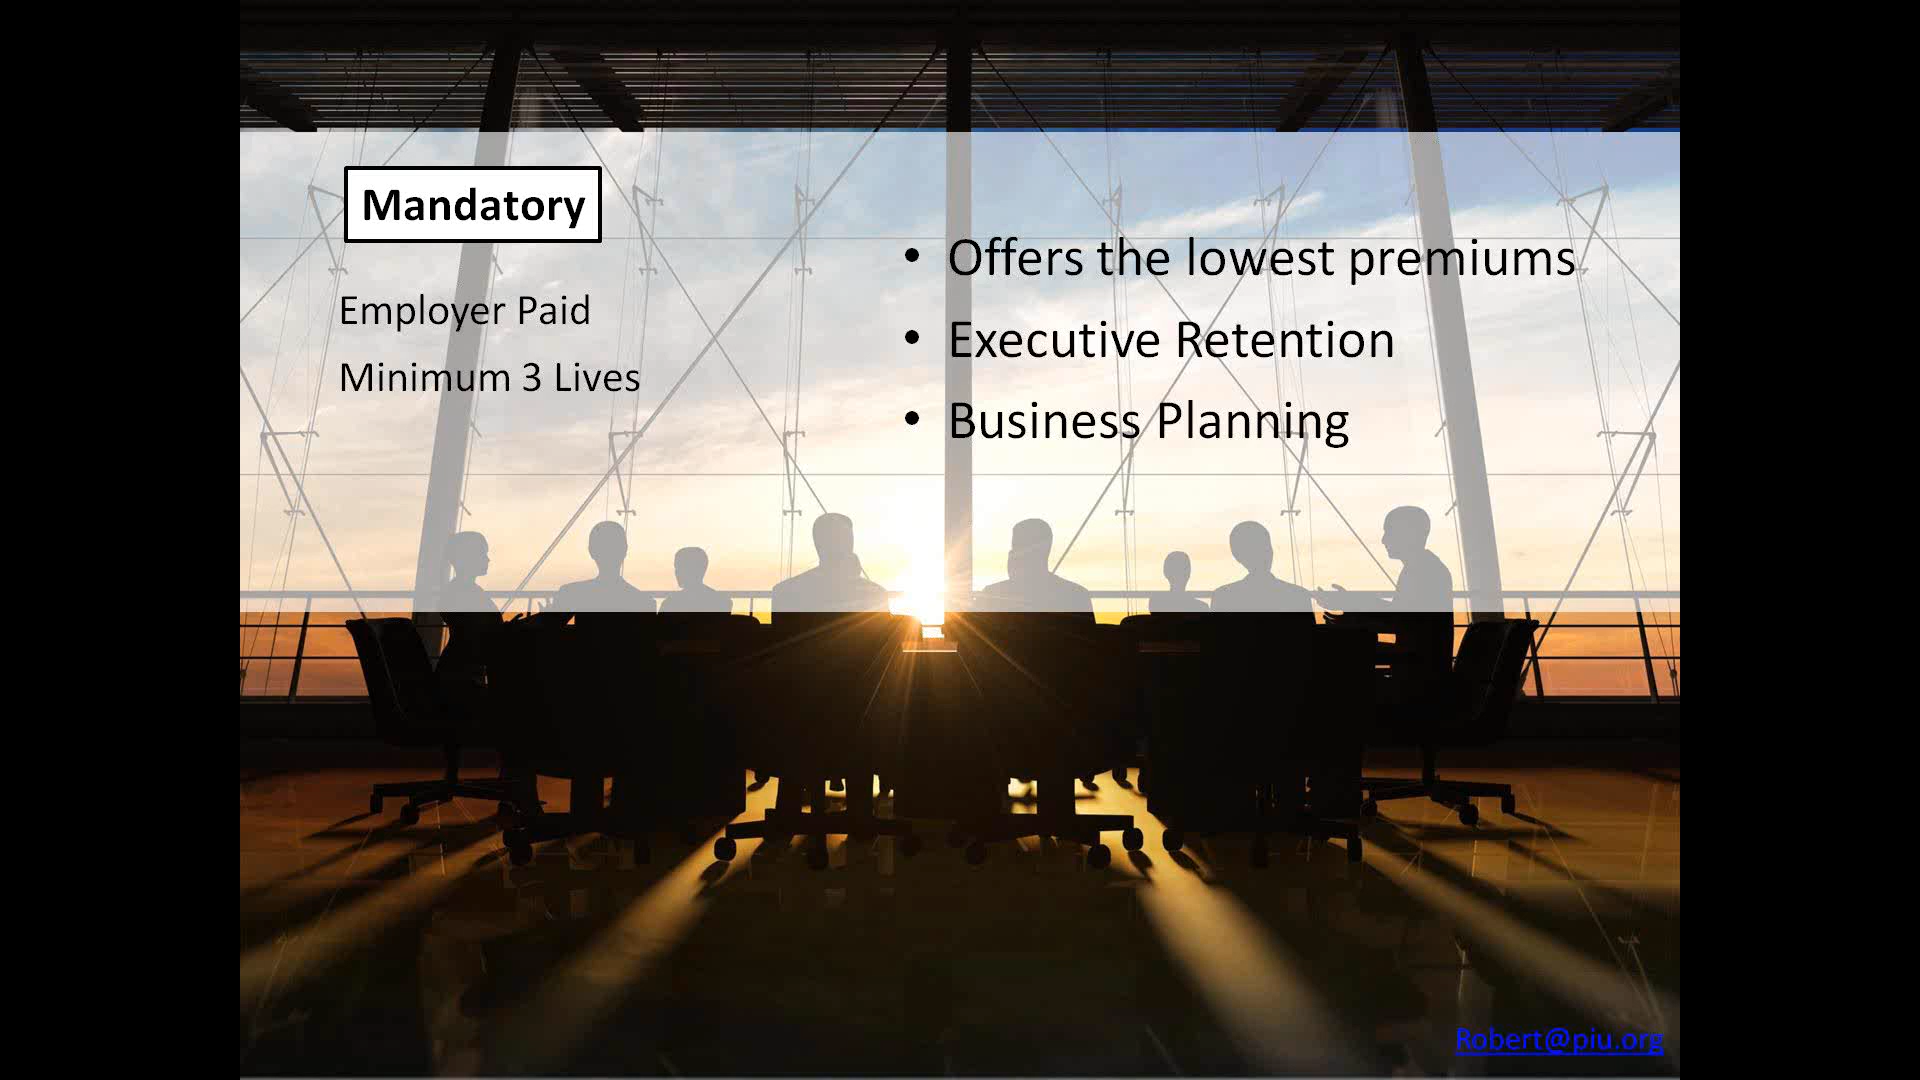 Mandatory
Employer Paid
Minimum 3 Lives
• Offers the lowest premiums
• Executive Retention
• Business Planning
Robert@piu.org